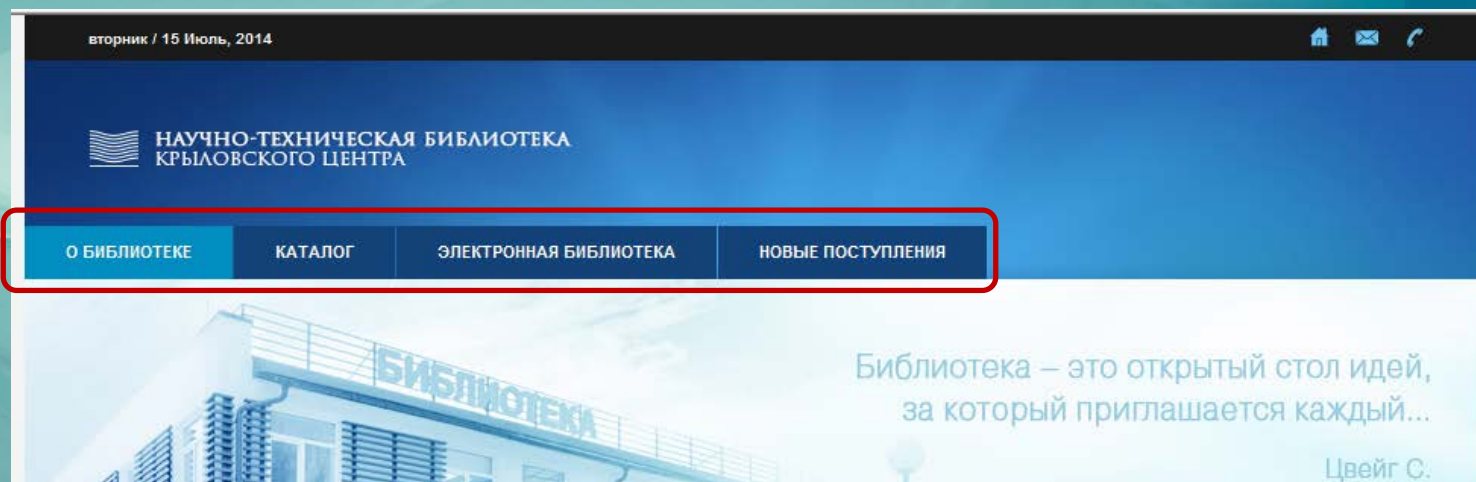 вторник / 15 Июль, 2014
НАУЧНО-ТЕХНИЧЕСКАЯ БИБЛИОТЕКА
КРЫЛОВСКОГО ЦЕНТРА
О БИБЛИОТЕКЕ КАТАЛОГ ЭЛЕКТРОННАЯ БИБЛИОТЕКА НОВЫЕ ПОСТУПЛЕНИЯ
БИБЛИОТЕКА
Библиотека – это открытый стол идей,
за который приглашается каждый...
Цвейг С.